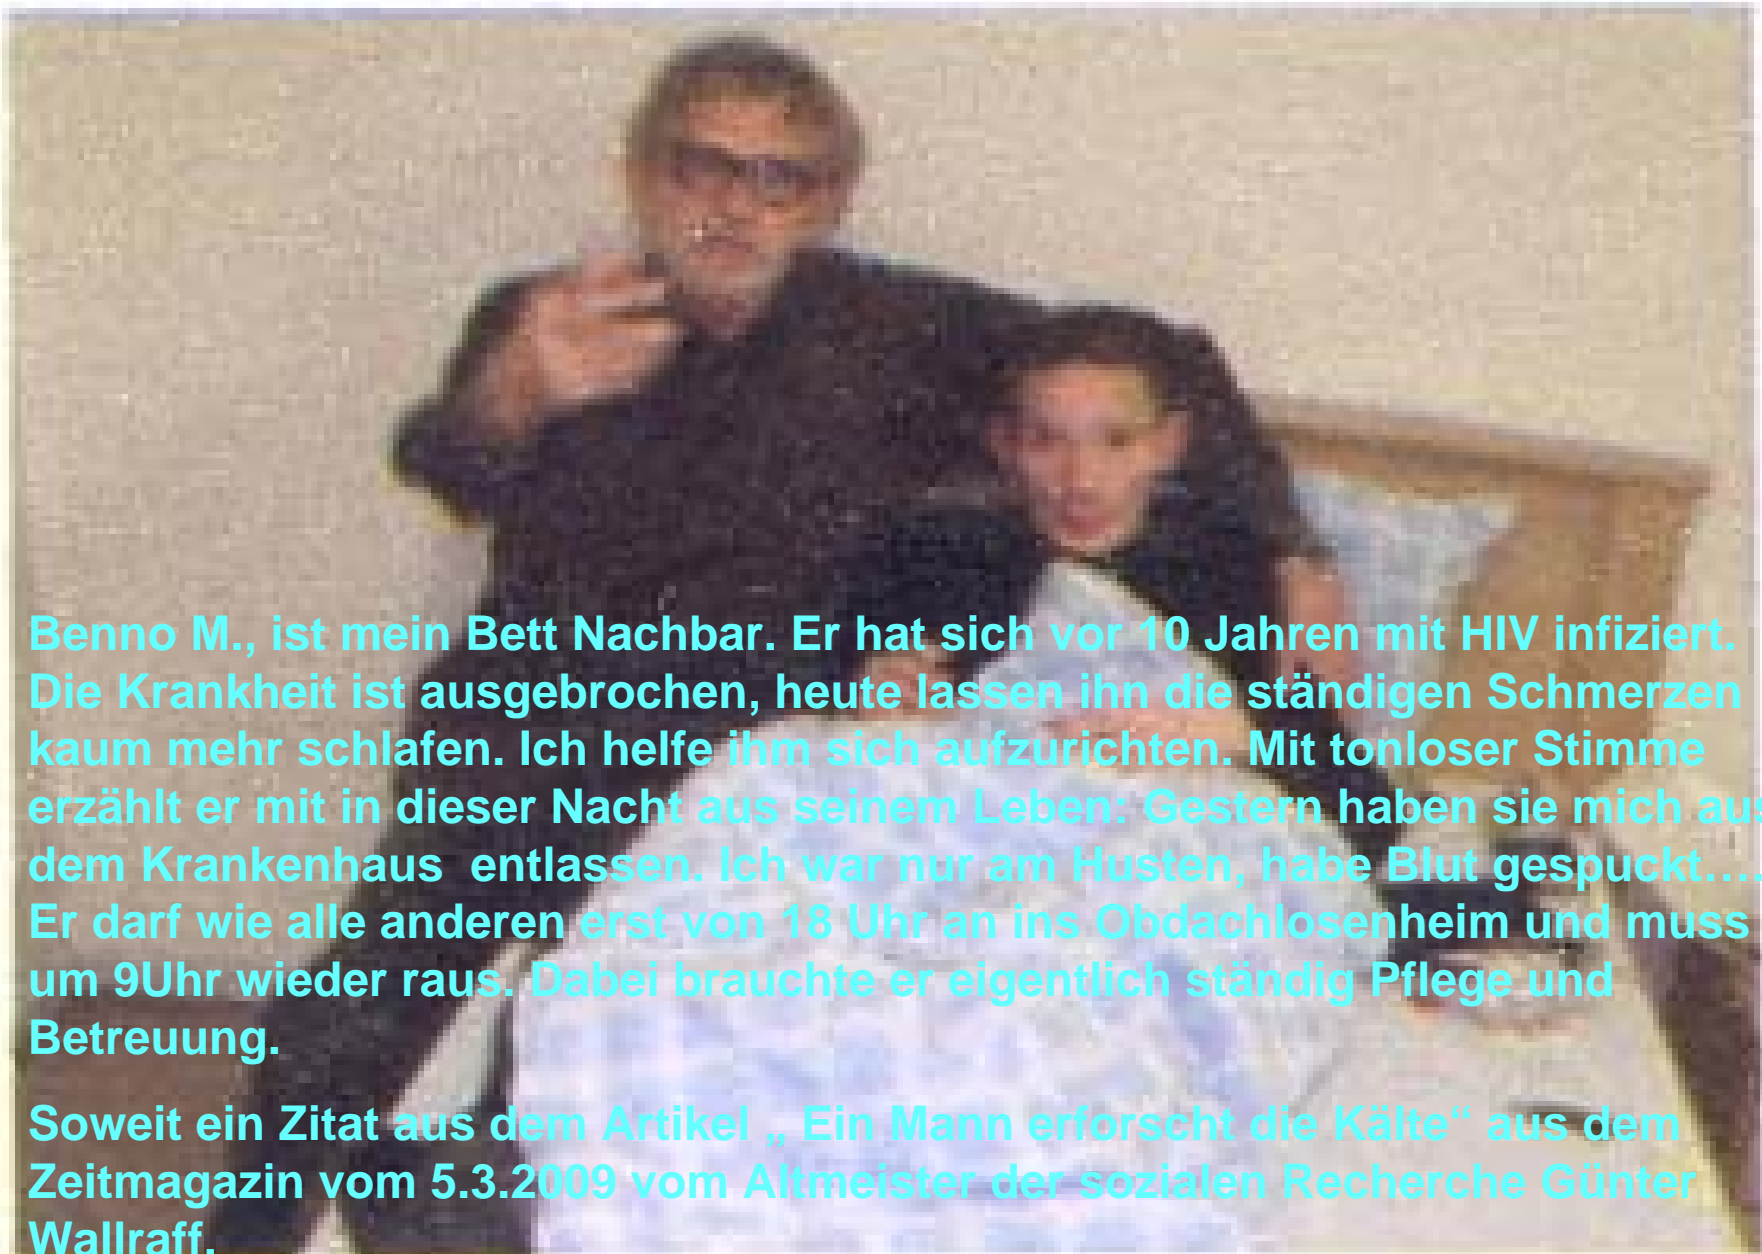 Benno M., ist mein Bett Nachbar. Er hat sich vor 10 Jahren mit HIV infiziert.
Die Krankheit ist ausgebrochen, heute lassen ihn die ständigen Schmerzen
kaum mehr schlafen. Ich helfe ihm sich aufzurichten. Mit tonloser Stimme
erzählt er mit in dieser Nacht aus seinem Leben: Gestern haben sie mich aus
dem Krankenhaus entlassen. Ich war nur am Husten, habe Blut gespuckt….
Er darf wie alle anderen erst von 18 Uhr an ins Obdachlosenheim und muss
um 9Uhr wieder raus. Dabei brauchte er eigentlich ständig Pflege und
Betreuung.
Soweit ein Zitat aus dem Artikel „ Ein Mann erforscht die Kälte“ aus dem
Zeitmagazin vom 5.3.2009 vom Altmeister der sozialen Recherche Günter
Wallraff.